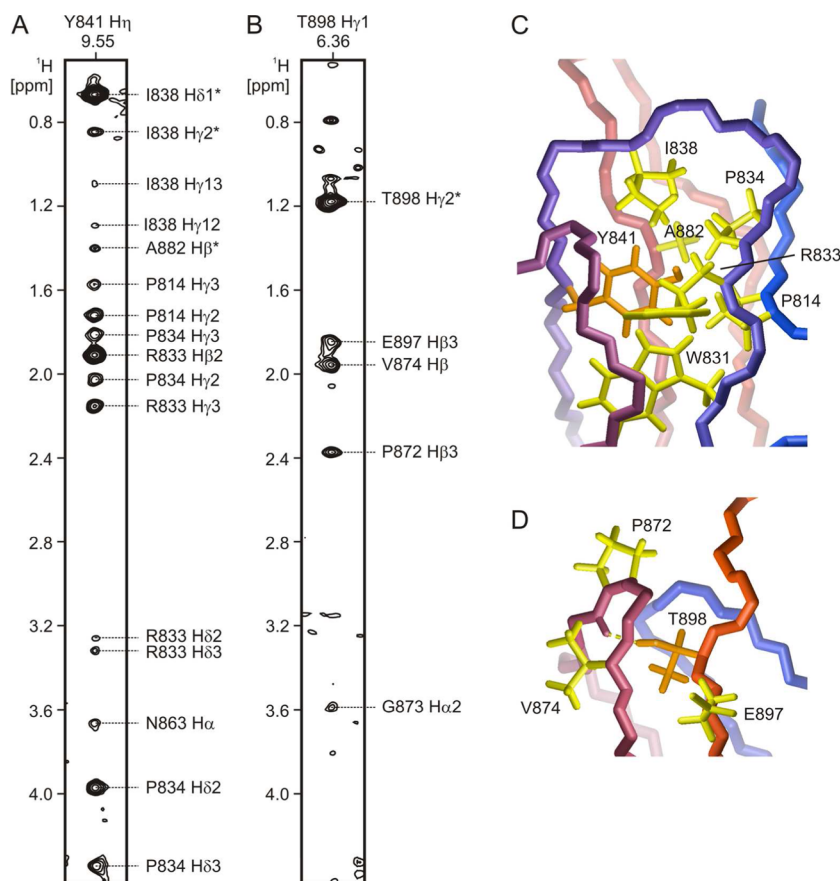 A
Y841 Hη
9.55
¹H
[ppm]
0.8
1.2
1.6
2.0
2.4
2.8
3.2
3.6
4.0
I838 Hδ1*
I838 Hγ2*
I838 Hγ13
I838 Hγ12
A882 Hβ*
P814 Hγ3
P814 Hγ2
P834 Hγ3
R833 Hβ2
P834 Hγ2
R833 Hγ3
R833 Hδ2
R833 Hδ3
N863 Hα
P834 Hδ2
P834 Hδ3
B
T898 Hγ1
6.36
¹H
[ppm]
0.8
1.2
1.6
2.0
2.4
2.8
3.2
3.6
4.0
T898 Hγ2*
E897 Hβ3
V874 Hβ
P872 Hβ3
G873 Hα2
C
I838
P834
A882
Y841
R833
P814
W831
D
P872
T898
V874
E897